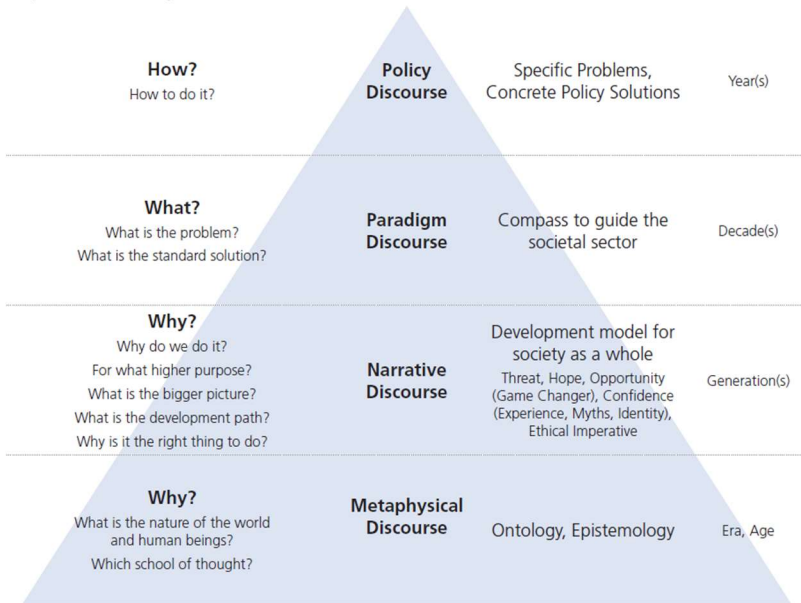 How?
How to do it?
Policy
Discourse
Specific Problems,
Concrete Policy Solutions
Year(s)
What?
What is the problem?
What is the standard solution?
Paradigm
Discourse
Compass to guide the
societal sector
Decade(s)
Why?
Why do we do it?
For what higher purpose?
What is the bigger picture?
What is the development path?
Why is it the right thing to do?
Narrative
Discourse
Development model for
society as a whole
Threat, Hope, Opportunity
(Game Changer), Confidence
(Experience, Myths, Identity),
Ethical Imperative
Generation(s)
Why?
What is the nature of the world
and human beings?
Which school of thought?
Metaphysical
Discourse
Ontology, Epistemology
Era, Age